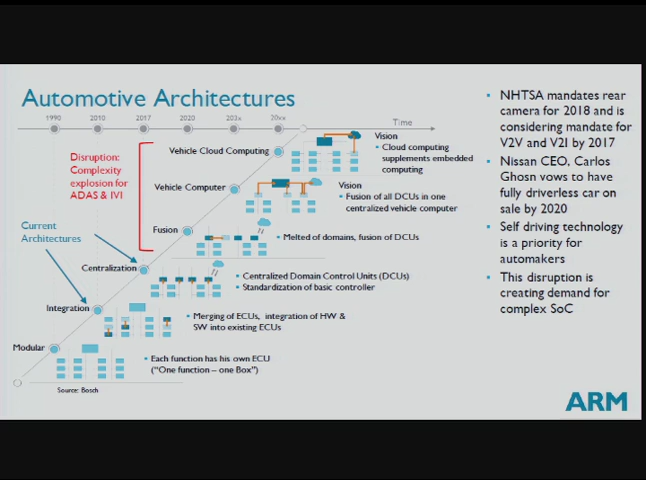 Automotive Architectures
1990 2010 2017 2020 203x 20xx Time
Vehicle Cloud Computing
Vision
• Cloud computing
supplements embedded
computing
Disruption:
Complexity
explosion for
ADAS & IVI
Vehicle Computer
Vision
• Fusion of all DCUs in one
centralized vehicle computer
Current
Architectures
Fusion
• Melted of domains, fusion of DCUs
Centralization
• Centralized Domain Control Units (DCUs)
• Standardization of basic controller
Integration
• Merging of ECUs, integration of HW &
SW into existing ECUs
Modular
• Each function has his own ECU
("One function – one Box")
Source: Bosch
• NHTSA mandates rear
camera for 2018 and is
considering mandate for
V2V and V2I by 2017
• Nissan CEO, Carlos
Ghosn vows to have
fully driverless car on
sale by 2020
• Self driving technology
is a priority for
automakers
• This disruption is
creating demand for
complex SoC
ARM